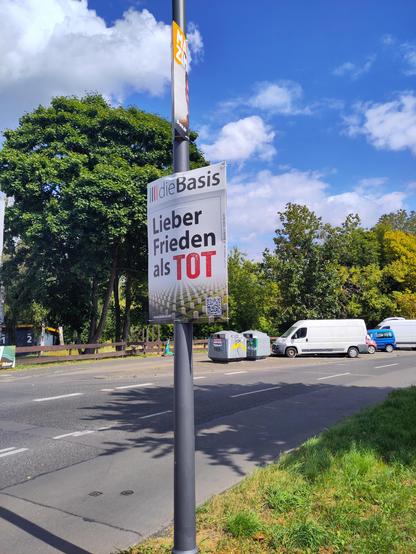 dieBasis
Lieber
Frieden
als TOT